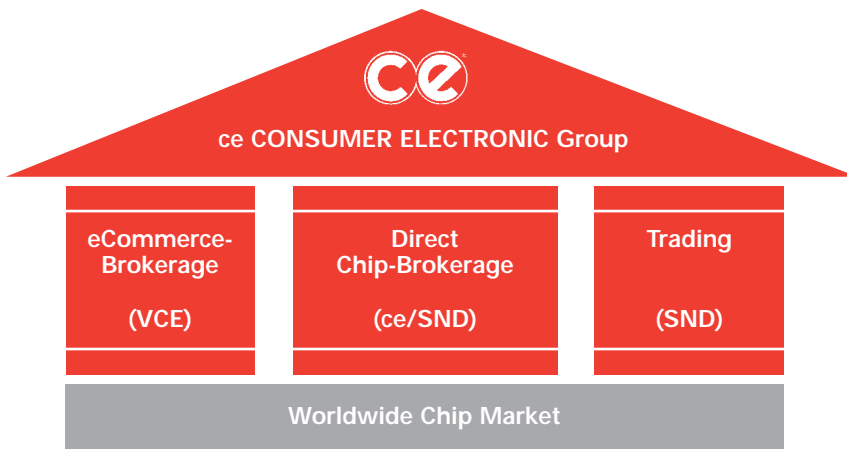 ce
ce CONSUMER ELECTRONIC Group
eCommerce-
Brokerage
(VCE)
Direct
Chip-Brokerage
(ce/SND)
Trading
(SND)
Worldwide Chip Market